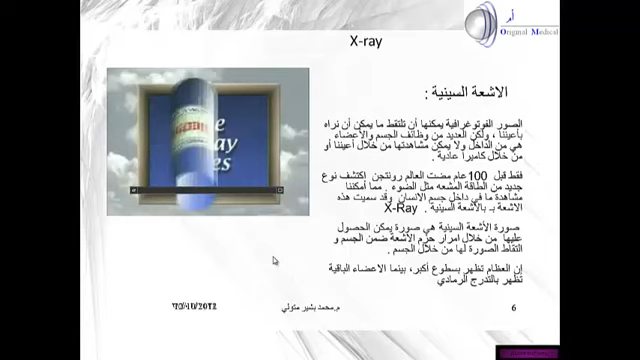 أم
Original Medical
X-ray
الاشعة السينية :
الصور الفوتوغرافية يمكنها أن تلتقط ما يمكن أن نراه
بأعيننا ، ولكن العديد من وظائف الجسم والأعضاء
هي من الداخل ولا يمكن مشاهدتها من خلال أعيننا أو
من خلال كاميرا عادية .
فقط قبل 100 عام مضت العالم رونتجن اكتشف نوع
جديد من الطاقة المشعه مثل الضوء . مما أمكننا
مشاهدة ما في داخل جسم الانسان وقد سميت هذه
الاشعة بـ بالأشعة السينية . X-Ray
صورة الأشعة السينية هي صورة يمكن الحصول
عليها من خلال امرار حزم الاشعة ضمن الجسم و
التقاط الصورة لها من خلال الجسم .
إن العظام تظهر بسطوع أكبر، بينما الاعضاء الباقية
تظهر بالتدرج الرمادي
م.محمد بشير متولي
6